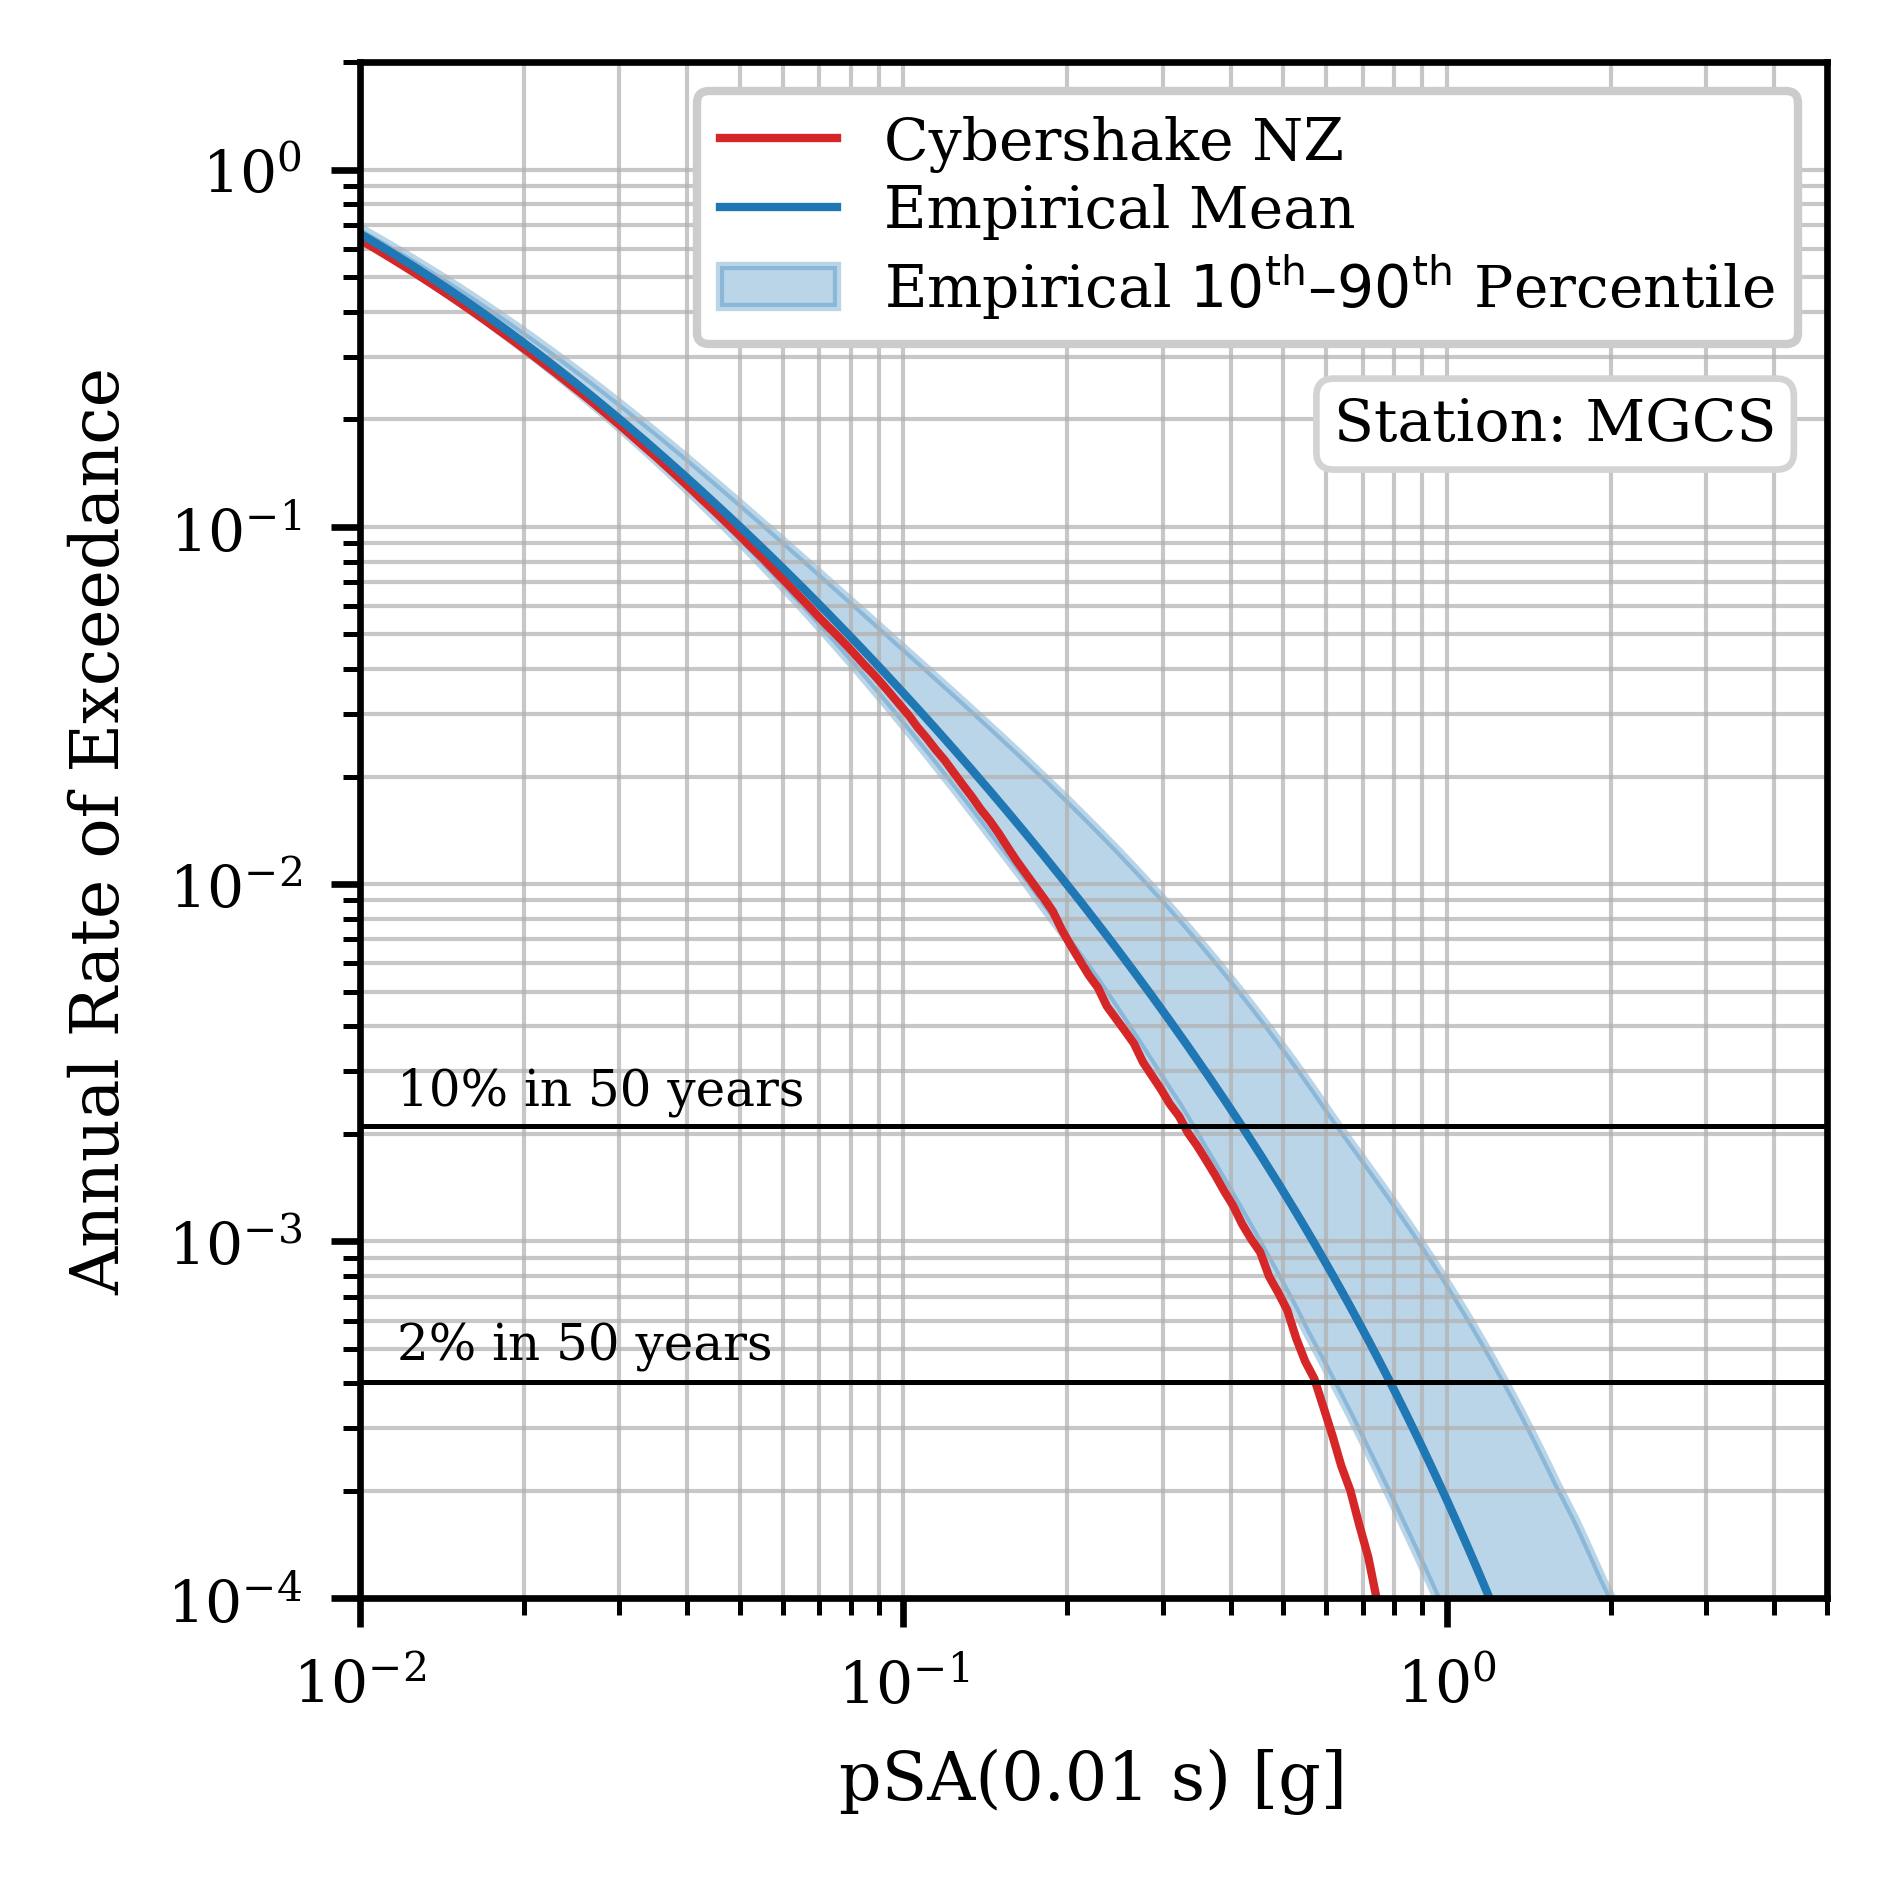 Cybershake NZ
Empirical Mean
Empirical 10th–90th Percentile
Station: MGCS
10% in 50 years
2% in 50 years
Annual Rate of Exceedance
10^0
10^−1
10^−2
10^−3
10^−4
10^−2
10^−1
10^0
pSA(0.01 s) [g]